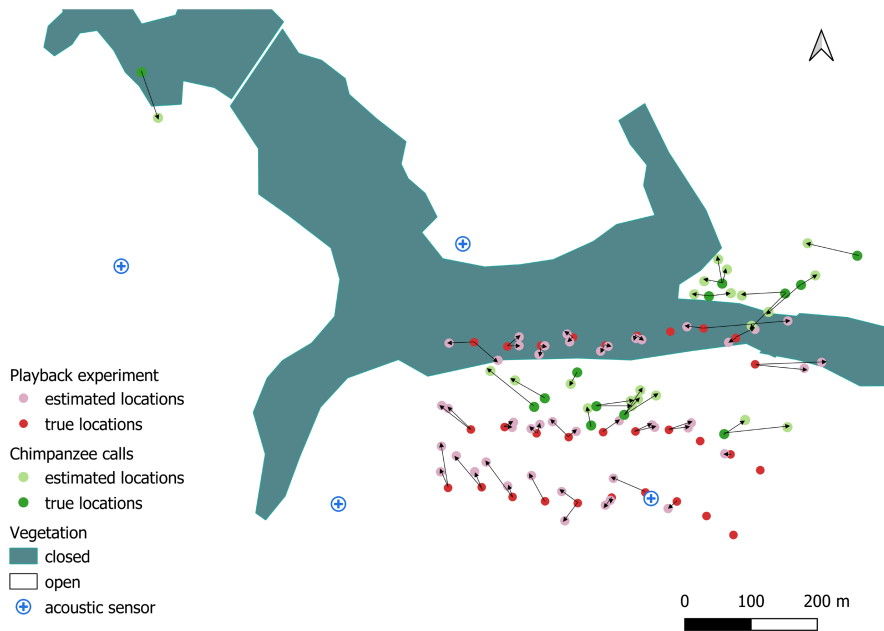 Playback experiment
estimated locations
true locations
Chimpanzee calls
estimated locations
true locations
Vegetation
closed
open
acoustic sensor
0 100 200 m